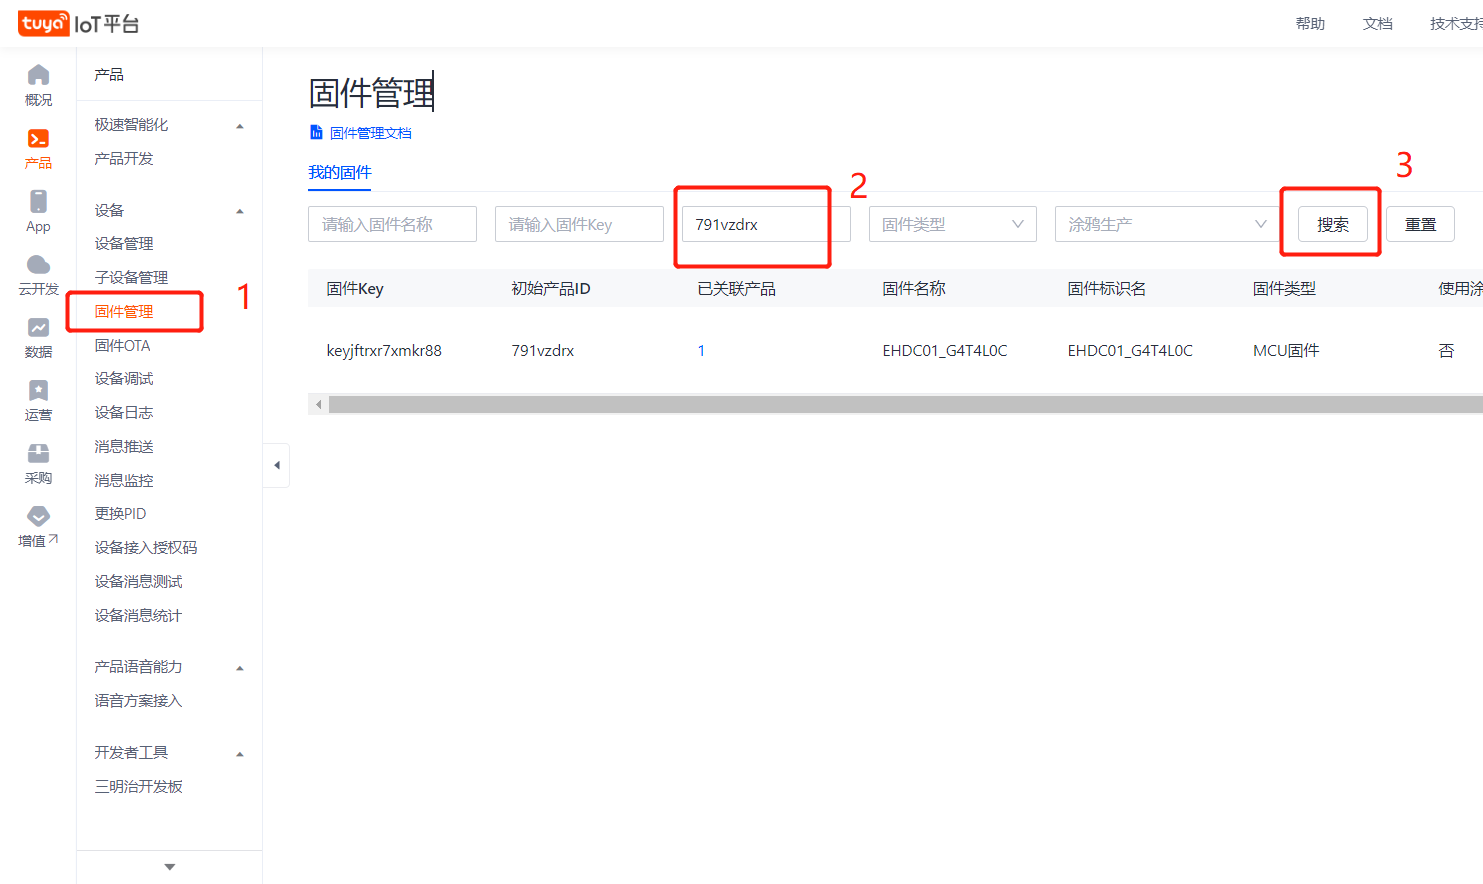 tuya IoT平台
帮助
文档
技术支持
概况
产品
App
云开发
数据
运营
采购
增值
产品
极速智能化
产品开发
设备
设备管理
子设备管理
固件管理
1
固件OTA
设备调试
设备日志
消息推送
消息监控
更换PID
设备接入授权码
设备消息测试
设备消息统计
产品语音能力
语音方案接入
开发者工具
三明治开发板
固件管理
固件管理文档
我的固件
2
3
请输入固件名称
请输入固件Key
791vzdrx
固件类型
涂鸦生产
搜索
重置
固件Key 初始产品ID 已关联产品 固件名称 固件标识名 固件类型 使用涂
keyjftrxr7xmkr88 791vzdrx 1 EHDC01_G4T4L0C EHDC01_G4T4L0C MCU固件 否